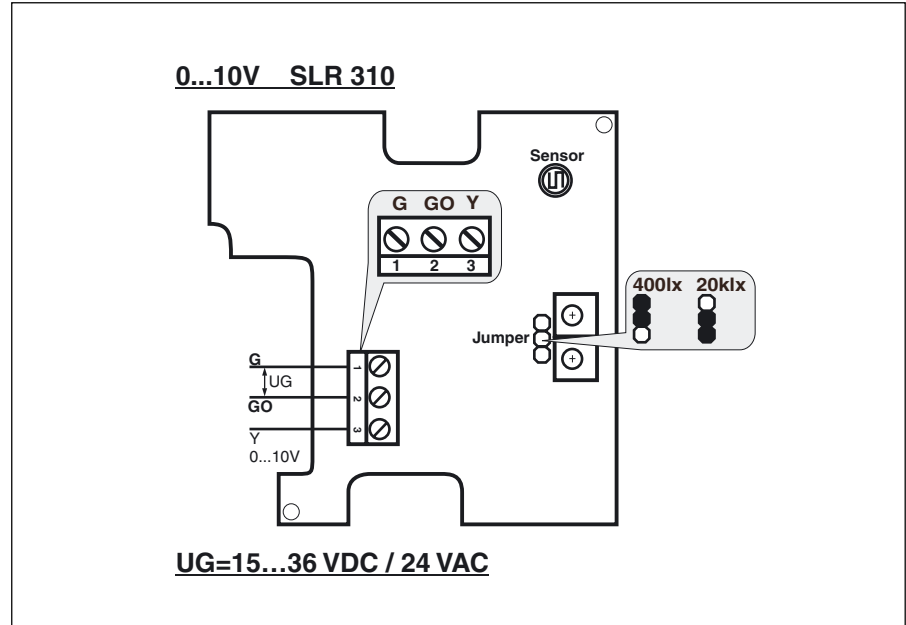 0...10V SLR 310
Sensor
G GO Y
1 2 3
400lx 20klx
Jumper
G
1
UG
2
GO
3
Y
0...10V
UG=15...36 VDC / 24 VAC